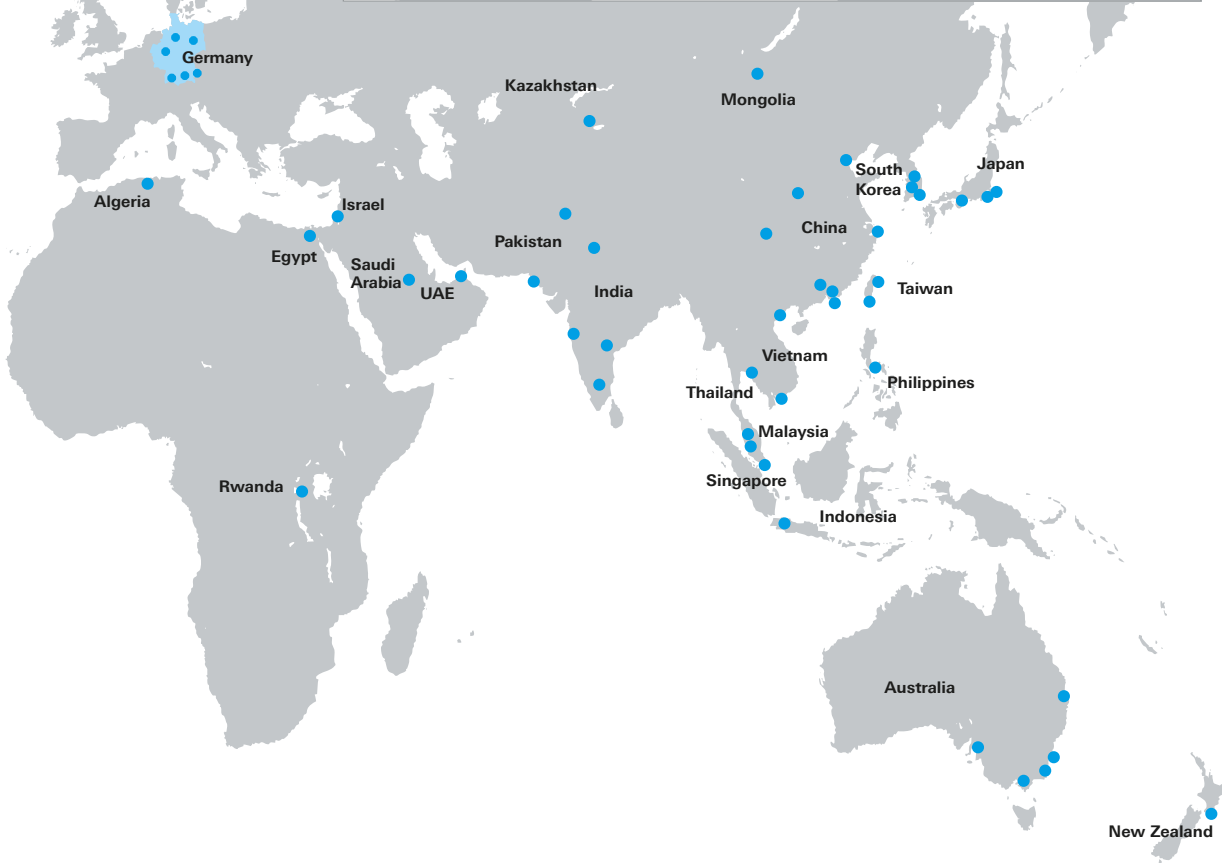 Germany
Kazakhstan
Mongolia
South
Korea
Japan
Algeria
Israel
Egypt
Saudi
Arabia
UAE
Pakistan
India
China
Taiwan
Vietnam
Thailand
Philippines
Malaysia
Singapore
Rwanda
Indonesia
Australia
New Zealand